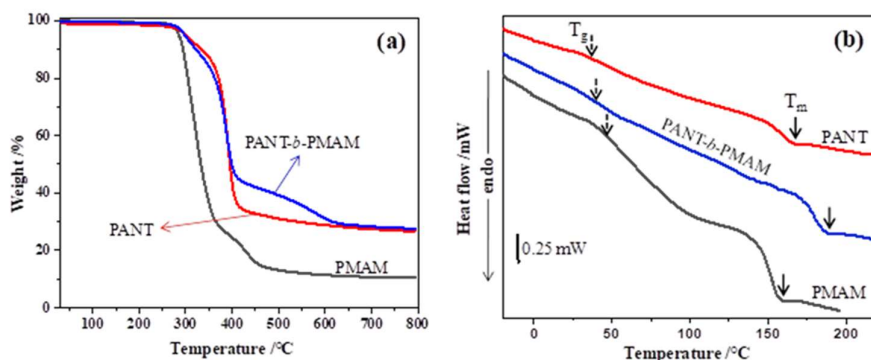 (a)
100
80
60
40
20
0
Weight /%
PANT-b-PMAM
PANT
PMAM
100 200 300 400 500 600 700 800
Temperature /°C
(b)
Tg
Tm
PANT
PANT-b-PMAM
PMAM
0.25 mW
Heat flow /mW
endo
0 50 100 150 200
Temperature /°C